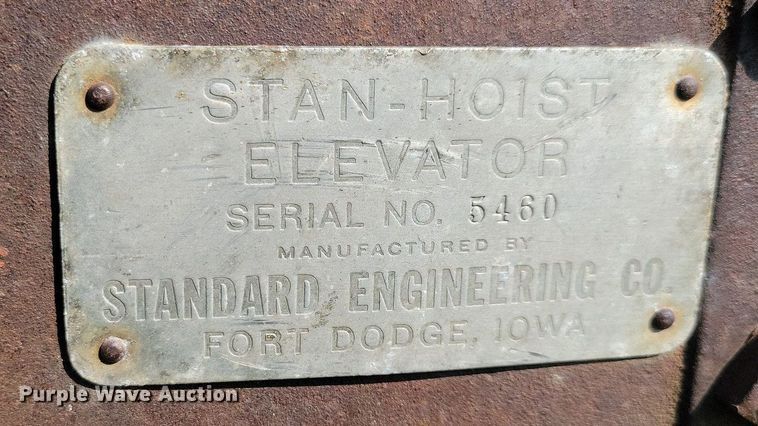 STAN-HOIST
ELEVATOR
SERIAL NO. 5460
MANUFACTURED BY
STANDARD ENGINEERING CO.
FORT DODGE, IOWA
Purple Wave Auction